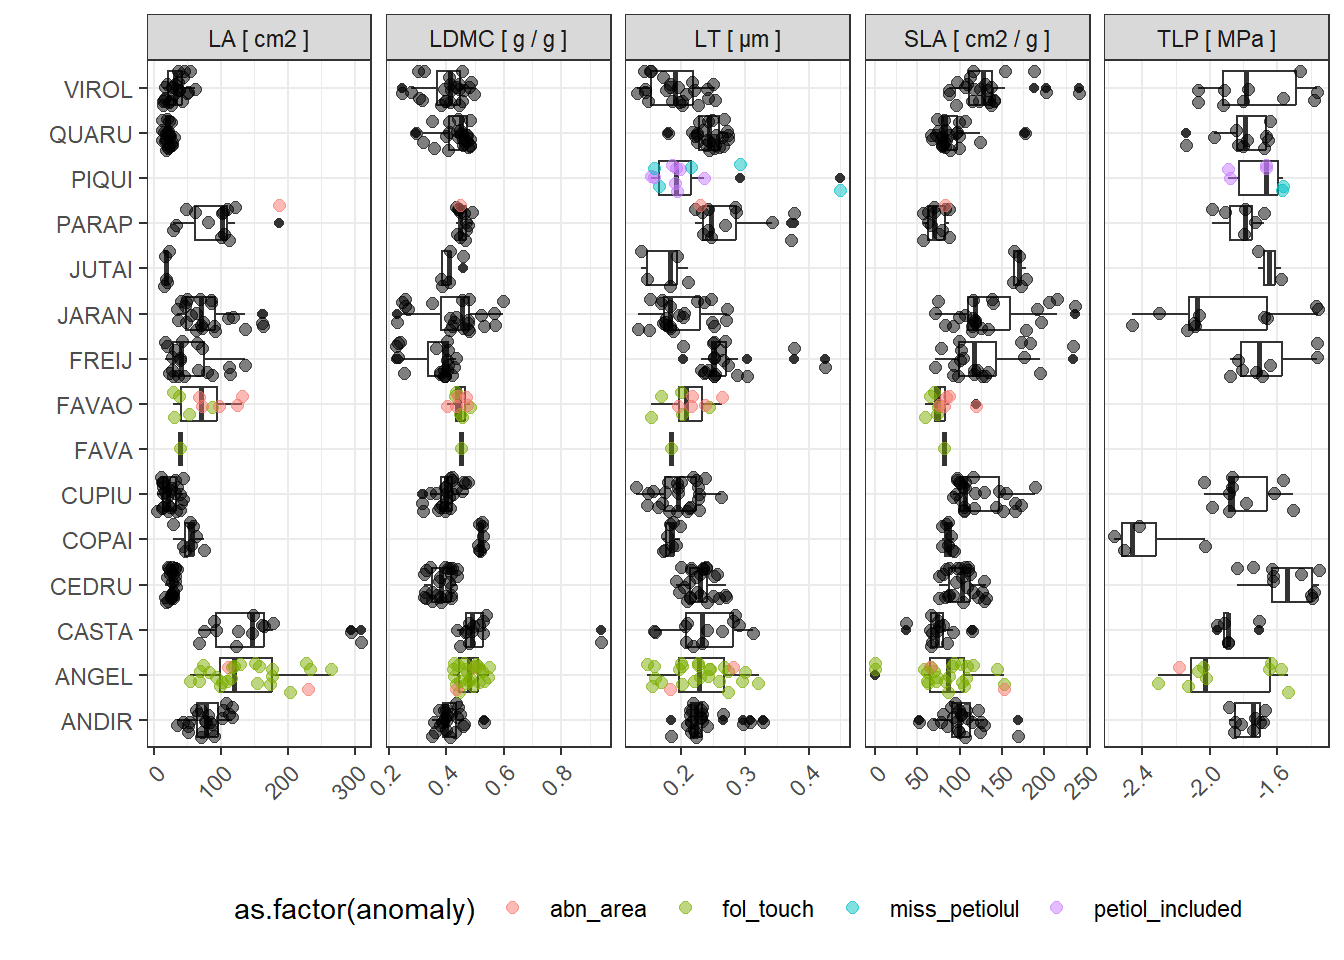 LA [ cm2 ] LDMC [ g / g ] LT [ µm ] SLA [ cm2 / g ] TLP [ MPa ]
VIROL
QUARU
PIQUI
PARAP
JUTAI
JARAN
FREIJ
FAVAO
FAVA
CUPIU
COPAI
CEDRU
CASTA
ANGEL
ANDIR
0 100 200 300 0.2 0.4 0.6 0.8 0.2 0.3 0.4 0 50 100 150 200 250 -2.4 -2.0 -1.6
as.factor(anomaly) abn_area fol_touch miss_petiolul petiol_included